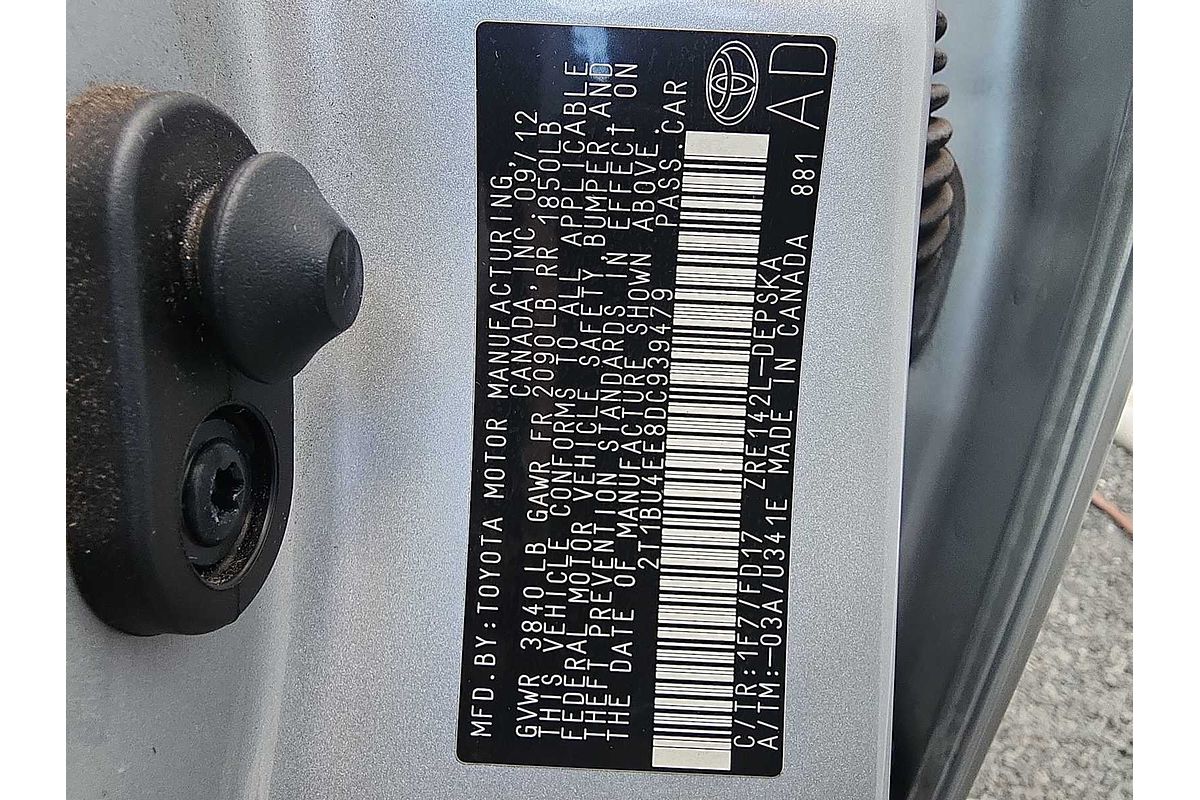 MFD.BY:TOYOTA MOTOR MANUFACTURING,
CANADA,INC. 09/12
GVWR 3840 LB GAWR FR 2090LB,RR 1850LB
THIS VEHICLE CONFORMS TO ALL APPLICABLE
FEDERAL MOTOR VEHICLE SAFETY BUMPER,AND
THEFT PREVENTION STANDARDS IN EFFECT ON
THE DATE OF MANUFACTURE SHOWN ABOVE.
2T1BU4EE8DC939479 PASS.CAR
C/TR:1F7/FD17 ZRE142L-DEPSKA 881 AD
A/TM:-03A/U341E MADE IN CANADA